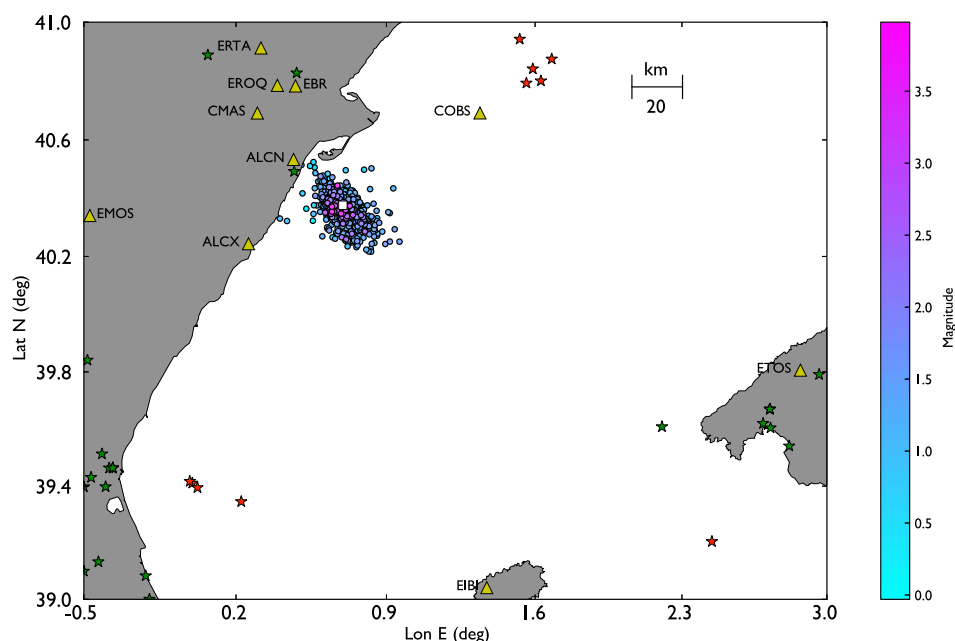 41.0
40.6
40.2
39.8
39.4
39.0
Lat N (deg)
-0.5
0.2
0.9
1.6
2.3
3.0
Lon E (deg)
ERTA
EROQ
EBR
CMAS
COBS
ALCN
EMOS
ALCX
ETOS
EIBI
km
20
3.5
3.0
2.5
2.0
1.5
1.0
0.5
0.0
Magnitude